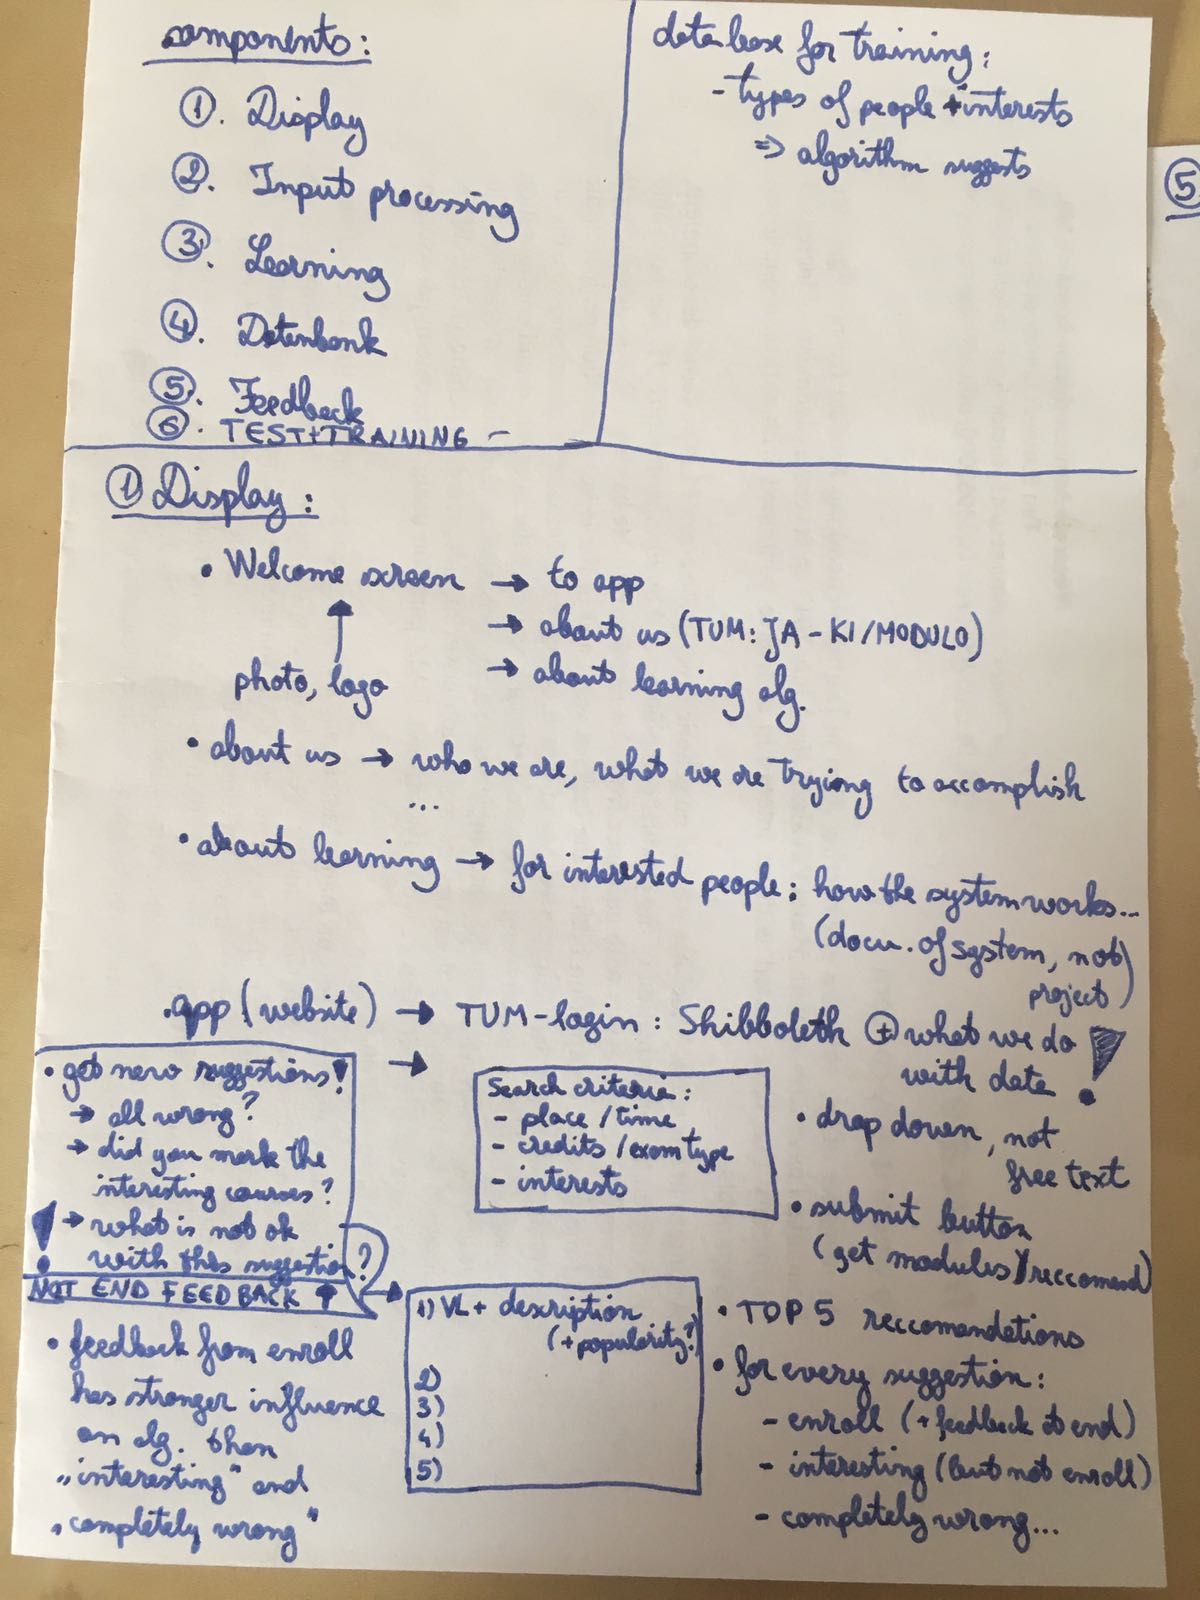 components:
①. Display
②. Input processing
③. Learning
④. Datenbank
⑤. Feedback
⑥. TEST+TRAINING –
database for training:
- types of people + interests
=> algorithm suggests
⑤
① Display:
• Welcome screen → to app
→ about us (TUM: JA - KI/MODULO)
→ about learning alg.
photo, logo
• about us → who we are, what we are trying to accomplish
...
• about learning → for interested people: how the system works...
(docu. of system, not project)
• app (website) → TUM-login: Shibboleth ⊕ what we do
with data !
→
Search criteria:
- place / time
- credits / exam type
- interests
• drop down, not
free text
• submit button
(get modules)/reccomend)
• get new suggestions!
→ all wrong?
→ did you mark the
interesting courses?
! → what is not ok
with this suggestion?
NOT END FEEDBACK ↑
• feedback from enroll
has stronger influence
on alg. than
„interesting" and
„completely wrong"
1) VL + description
(+popularity?)
2)
3)
4)
5)
• TOP 5 reccomendations
• for every suggestion:
- enroll (+ feedback at end)
- interesting (but not enroll)
- completely wrong...